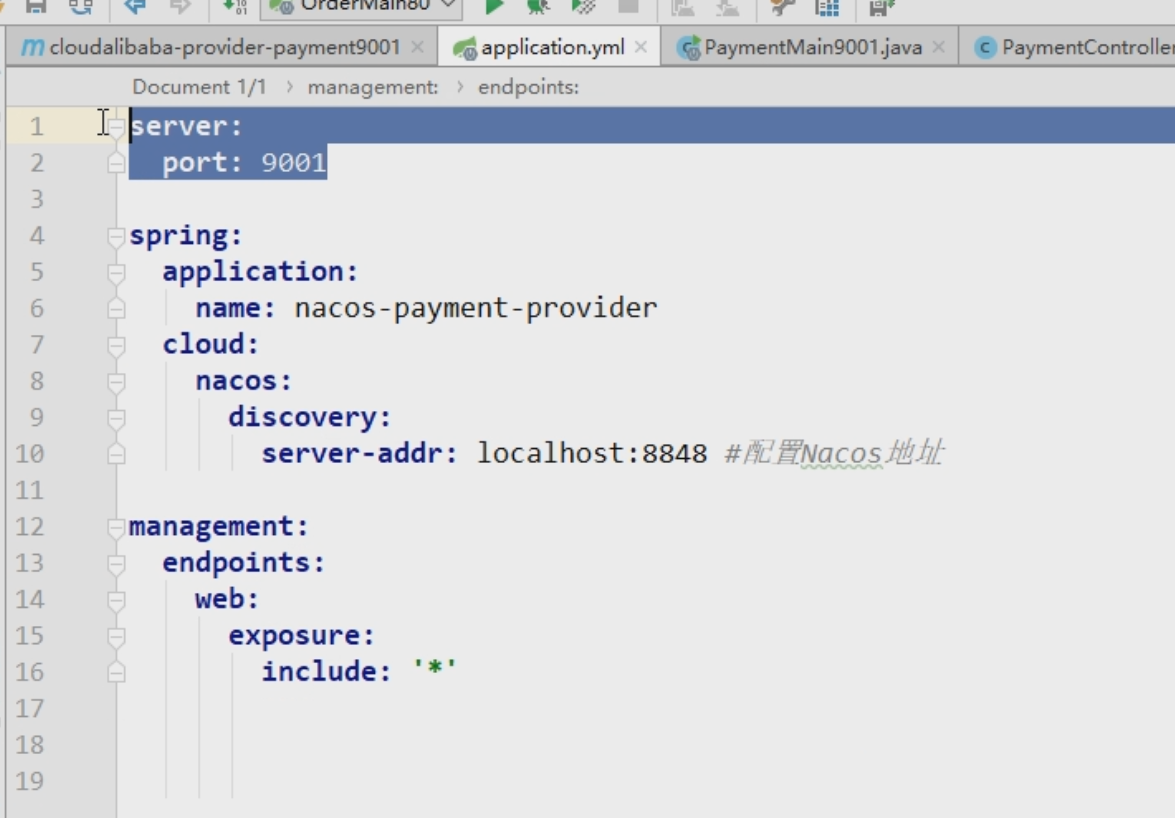 OrderMain80
cloudalibaba-provider-payment9001 application.yml PaymentMain9001.java PaymentController
Document 1/1 management: endpoints:
1 server:
2 port: 9001
3
4 spring:
5 application:
6 name: nacos-payment-provider
7 cloud:
8 nacos:
9 discovery:
10 server-addr: localhost:8848 #配置Nacos地址
11
12 management:
13 endpoints:
14 web:
15 exposure:
16 include: '*'
17
18
19